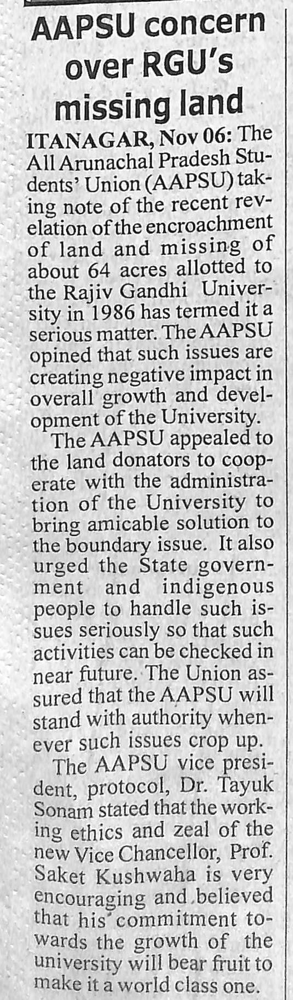 AAPSU concern
over RGU's
missing land
ITANAGAR, Nov 06: The
All Arunachal Pradesh Stu-
dents' Union (AAPSU) tak-
ing note of the recent rev-
elation of the encroachment
of land and missing of
about 64 acres allotted to
the Rajiv Gandhi Univer-
sity in 1986 has termed it a
serious matter. The AAPSU
opined that such issues are
creating negative impact in
overall growth and devel-
opment of the University.
The AAPSU appealed to
the land donators to coop-
erate with the administra-
tion of the University to
bring amicable solution to
the boundary issue. It also
urged the State govern-
ment and indigenous
people to handle such is-
sues seriously so that such
activities can be checked in
near future. The Union as-
sured that the AAPSU will
stand with authority when-
ever such issues crop up.
The AAPSU vice presi-
dent, protocol, Dr. Tayuk
Sonam stated that the work-
ing ethics and zeal of the
new Vice Chancellor, Prof.
Saket Kushwaha is very
encouraging and believed
that his commitment to-
wards the growth of the
university will bear fruit to
make it a world class one.